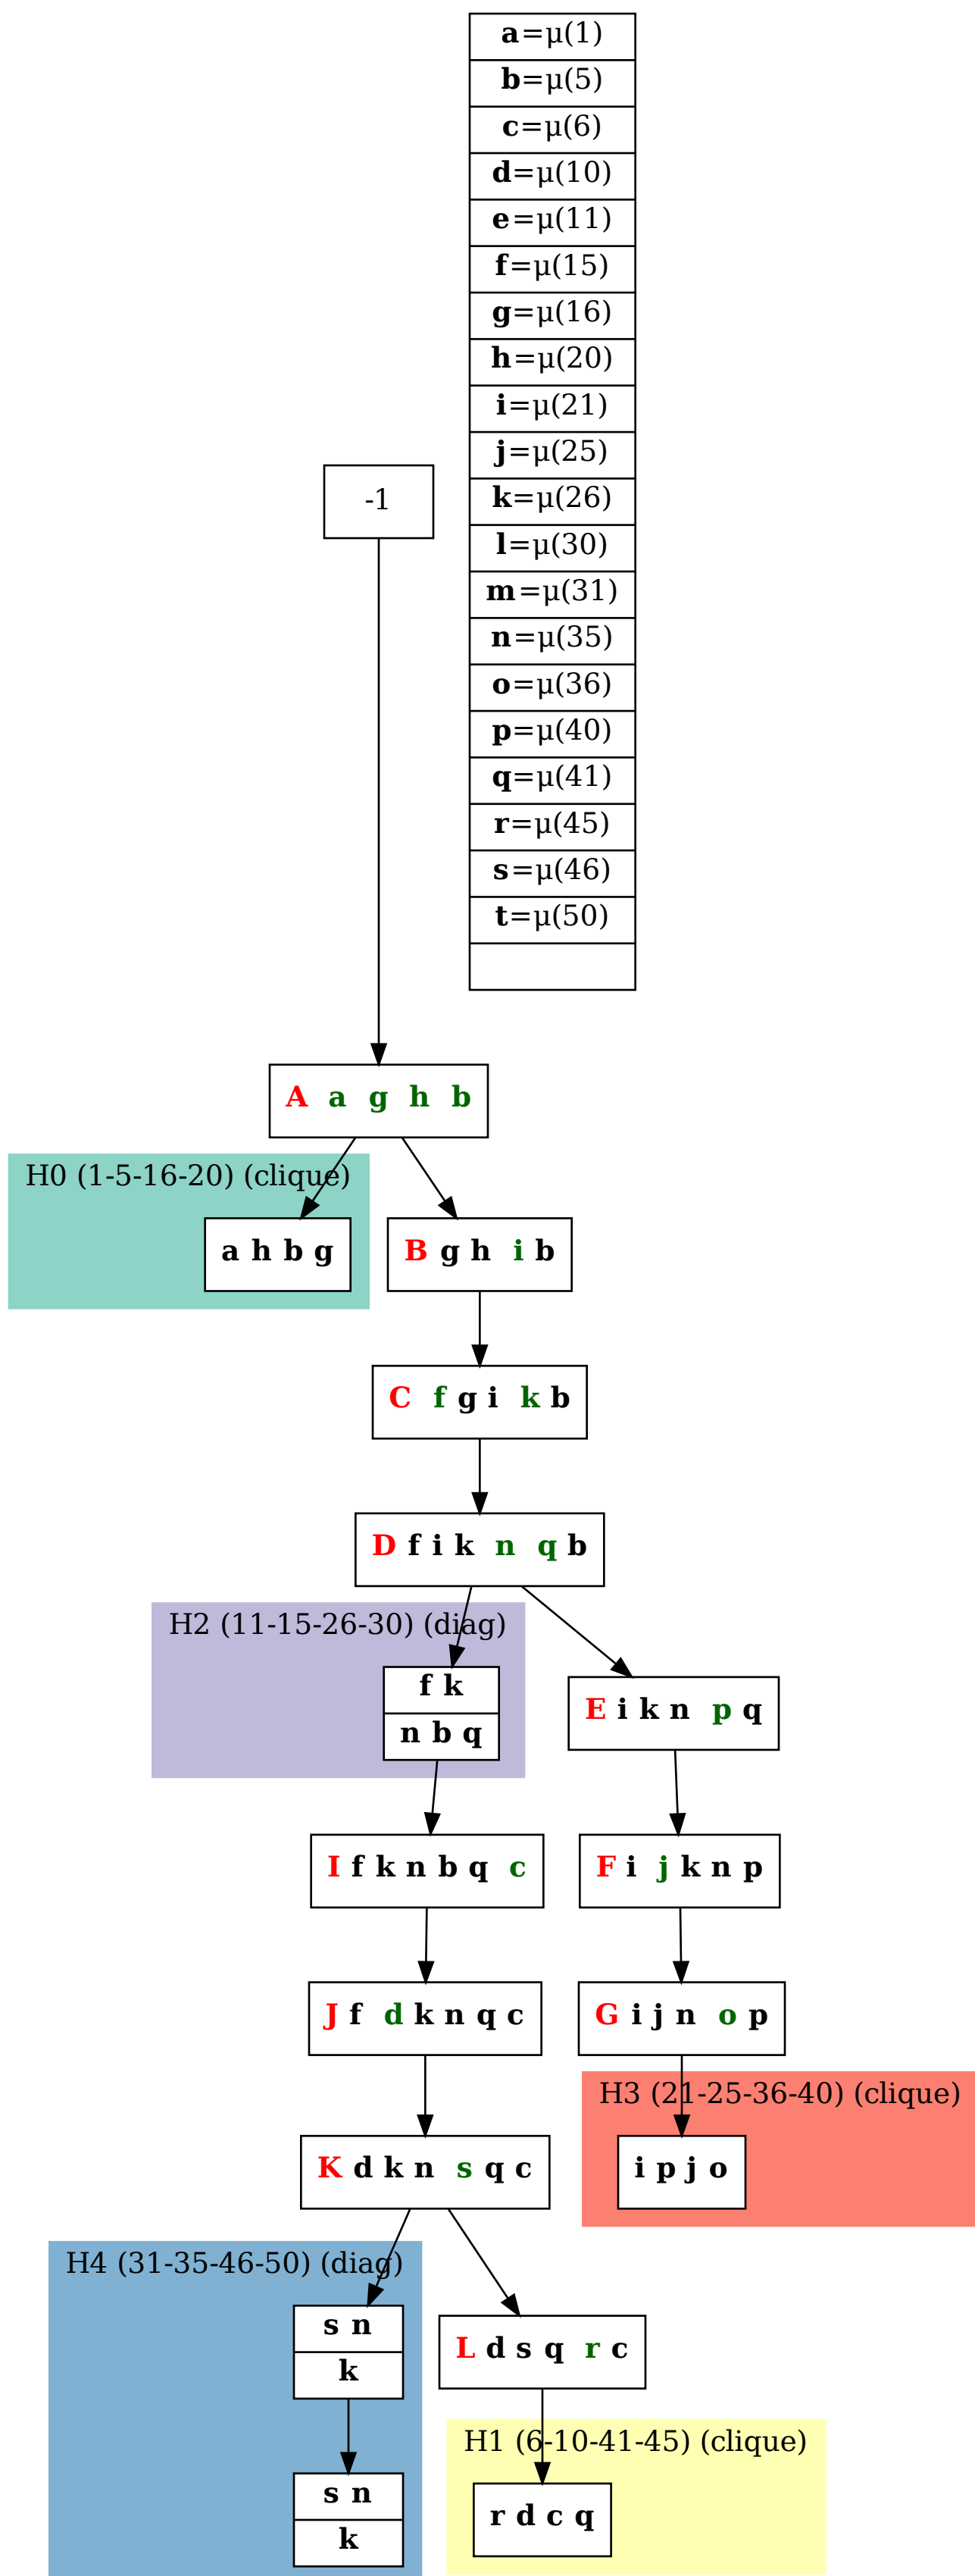 a=µ(1)
b=µ(5)
c=µ(6)
d=µ(10)
e=µ(11)
f=µ(15)
g=µ(16)
h=µ(20)
i=µ(21)
j=µ(25)
k=µ(26)
l=µ(30)
m=µ(31)
n=µ(35)
o=µ(36)
p=µ(40)
q=µ(41)
r=µ(45)
s=µ(46)
t=µ(50)
-1
A a g h b
H0 (1-5-16-20) (clique)
a h b g
B g h i b
C f g i k b
D f i k n q b
H2 (11-15-26-30) (diag)
f k
n b q
E i k n p q
I f k n b q c
F i j k n p
J f d k n q c
G i j n o p
H3 (21-25-36-40) (clique)
K d k n s q c
i p j o
H4 (31-35-46-50) (diag)
s n
k
L d s q r c
H1 (6-10-41-45) (clique)
s n
k
r d c q